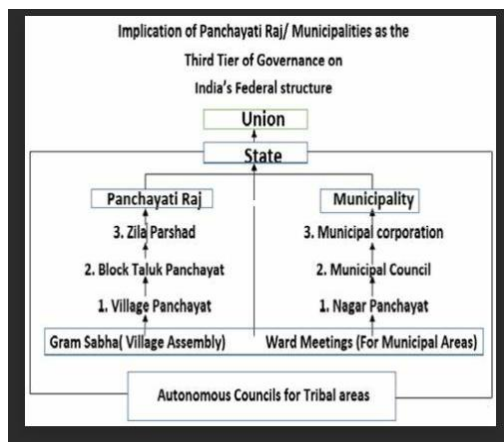 Implication of Panchayati Raj/ Municipalities as the
Third Tier of Governance on
India's Federal structure
Union
State
Panchayati Raj
Municipality
3. Zila Parshad
3. Municipal corporation
2. Block Taluk Panchayat
2. Municipal Council
1. Village Panchayat
1. Nagar Panchayat
Gram Sabha( Village Assembly)
Ward Meetings (For Municipal Areas)
Autonomous Councils for Tribal areas